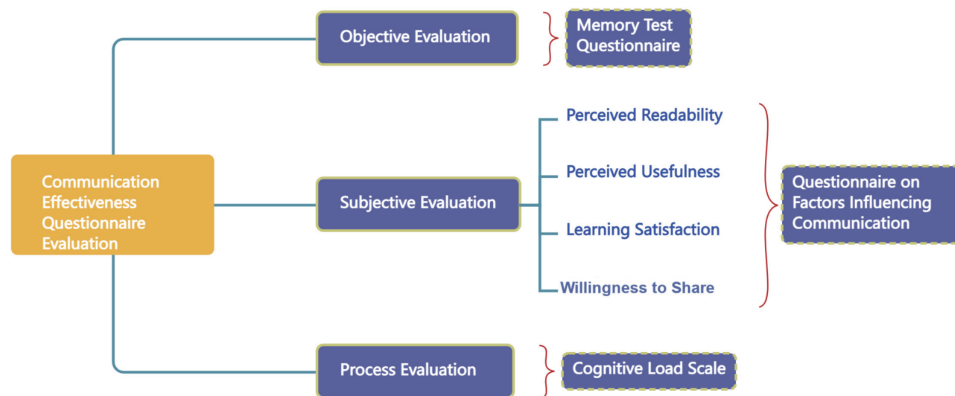 Objective Evaluation
Memory Test
Questionnaire
Perceived Readability
Communication
Effectiveness
Questionnaire
Evaluation
Subjective Evaluation
Perceived Usefulness
Learning Satisfaction
Willingness to Share
Questionnaire on
Factors Influencing
Communication
Process Evaluation
Cognitive Load Scale